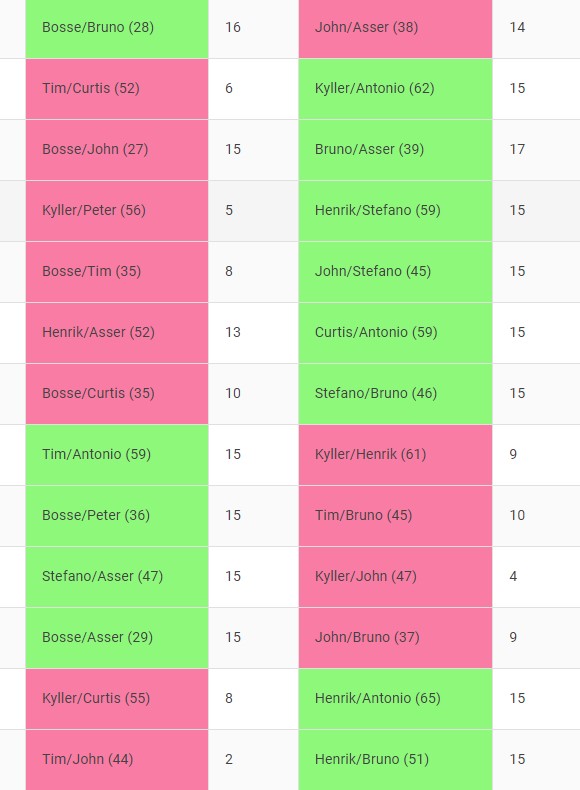 Bosse/Bruno (28) 16 John/Asser (38) 14
Tim/Curtis (52) 6 Kyller/Antonio (62) 15
Bosse/John (27) 15 Bruno/Asser (39) 17
Kyller/Peter (56) 5 Henrik/Stefano (59) 15
Bosse/Tim (35) 8 John/Stefano (45) 15
Henrik/Asser (52) 13 Curtis/Antonio (59) 15
Bosse/Curtis (35) 10 Stefano/Bruno (46) 15
Tim/Antonio (59) 15 Kyller/Henrik (61) 9
Bosse/Peter (36) 15 Tim/Bruno (45) 10
Stefano/Asser (47) 15 Kyller/John (47) 4
Bosse/Asser (29) 15 John/Bruno (37) 9
Kyller/Curtis (55) 8 Henrik/Antonio (65) 15
Tim/John (44) 2 Henrik/Bruno (51) 15